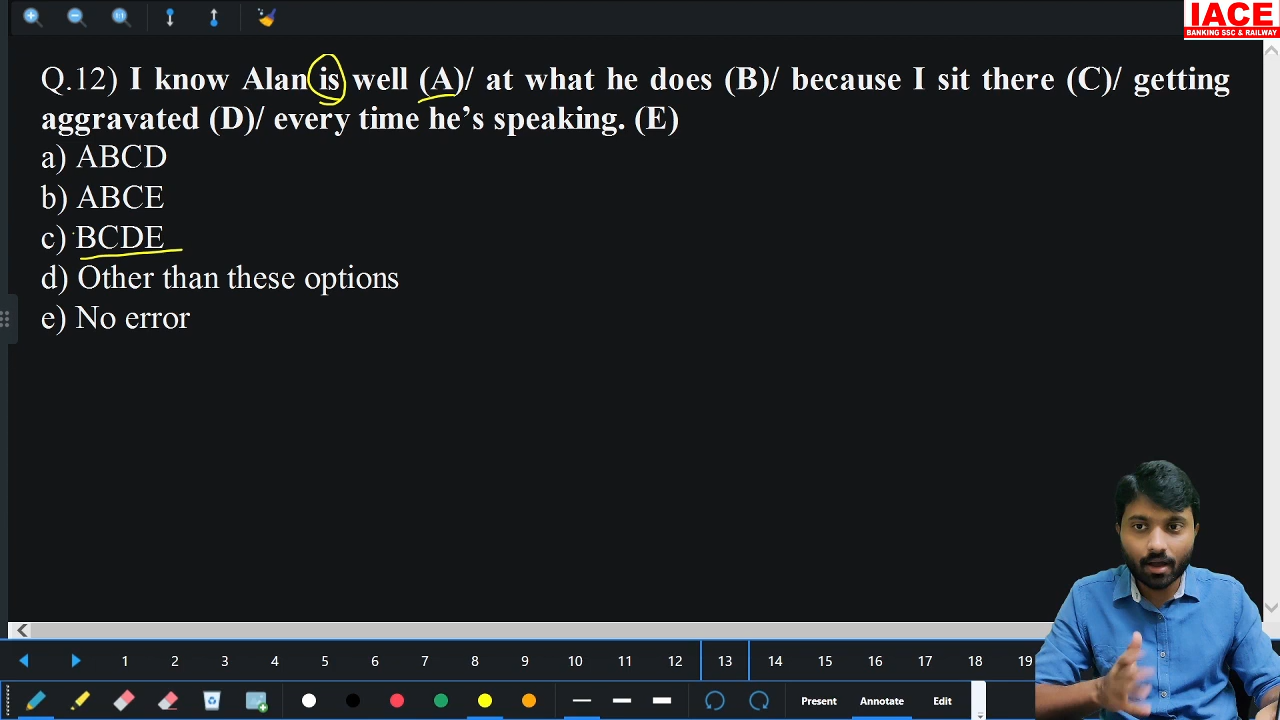 IACE
BANKING SSC & RAILWAY
Q.12) I know Alan is well (A)/ at what he does (B)/ because I sit there (C)/ getting
aggravated (D)/ every time he's speaking. (E)
a) ABCD
b) ABCE
c) BCDE
d) Other than these options
e) No error
1 2 3 4 5 6 7 8 9 10 11 12 13 14 15 16 17 18 19
Present Annotate Edit